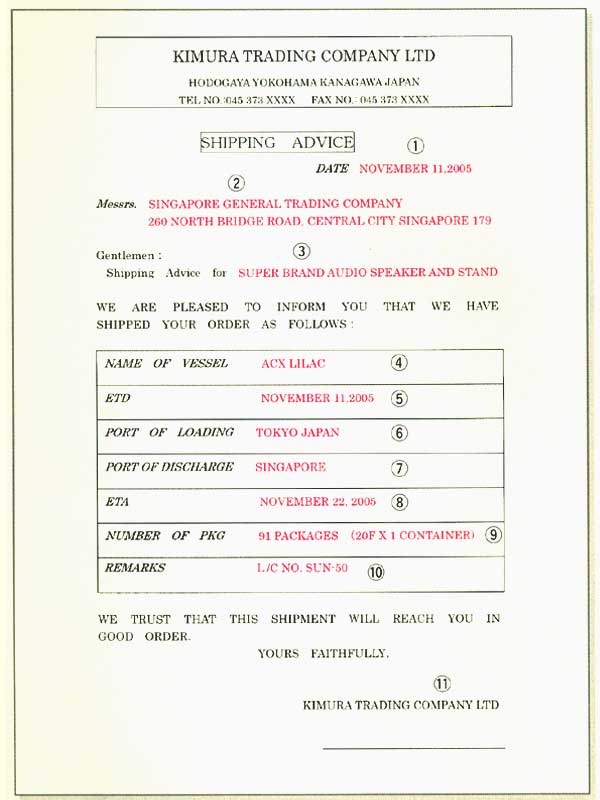 KIMURA TRADING COMPANY LTD
HODOGAYA YOKOHAMA KANAGAWA JAPAN
TEL NO.:045 373 XXXX FAX NO.: 045 373 XXXX
SHIPPING ADVICE ①
DATE NOVEMBER 11,2005
②
Messrs. SINGAPORE GENERAL TRADING COMPANY
260 NORTH BRIDGE ROAD, CENTRAL CITY SINGAPORE 179
③
Gentlemen :
Shipping Advice for SUPER BRAND AUDIO SPEAKER AND STAND
WE ARE PLEASED TO INFORM YOU THAT WE HAVE
SHIPPED YOUR ORDER AS FOLLOWS :
NAME OF VESSEL ACX LILAC ④
ETD NOVEMBER 11,2005 ⑤
PORT OF LOADING TOKYO JAPAN ⑥
PORT OF DISCHARGE SINGAPORE ⑦
ETA NOVEMBER 22, 2005 ⑧
NUMBER OF PKG 91 PACKAGES (20F X 1 CONTAINER) ⑨
REMARKS L/C NO. SUN-50 ⑩
WE TRUST THAT THIS SHIPMENT WILL REACH YOU IN
GOOD ORDER.
YOURS FAITHFULLY,
⑪
KIMURA TRADING COMPANY LTD